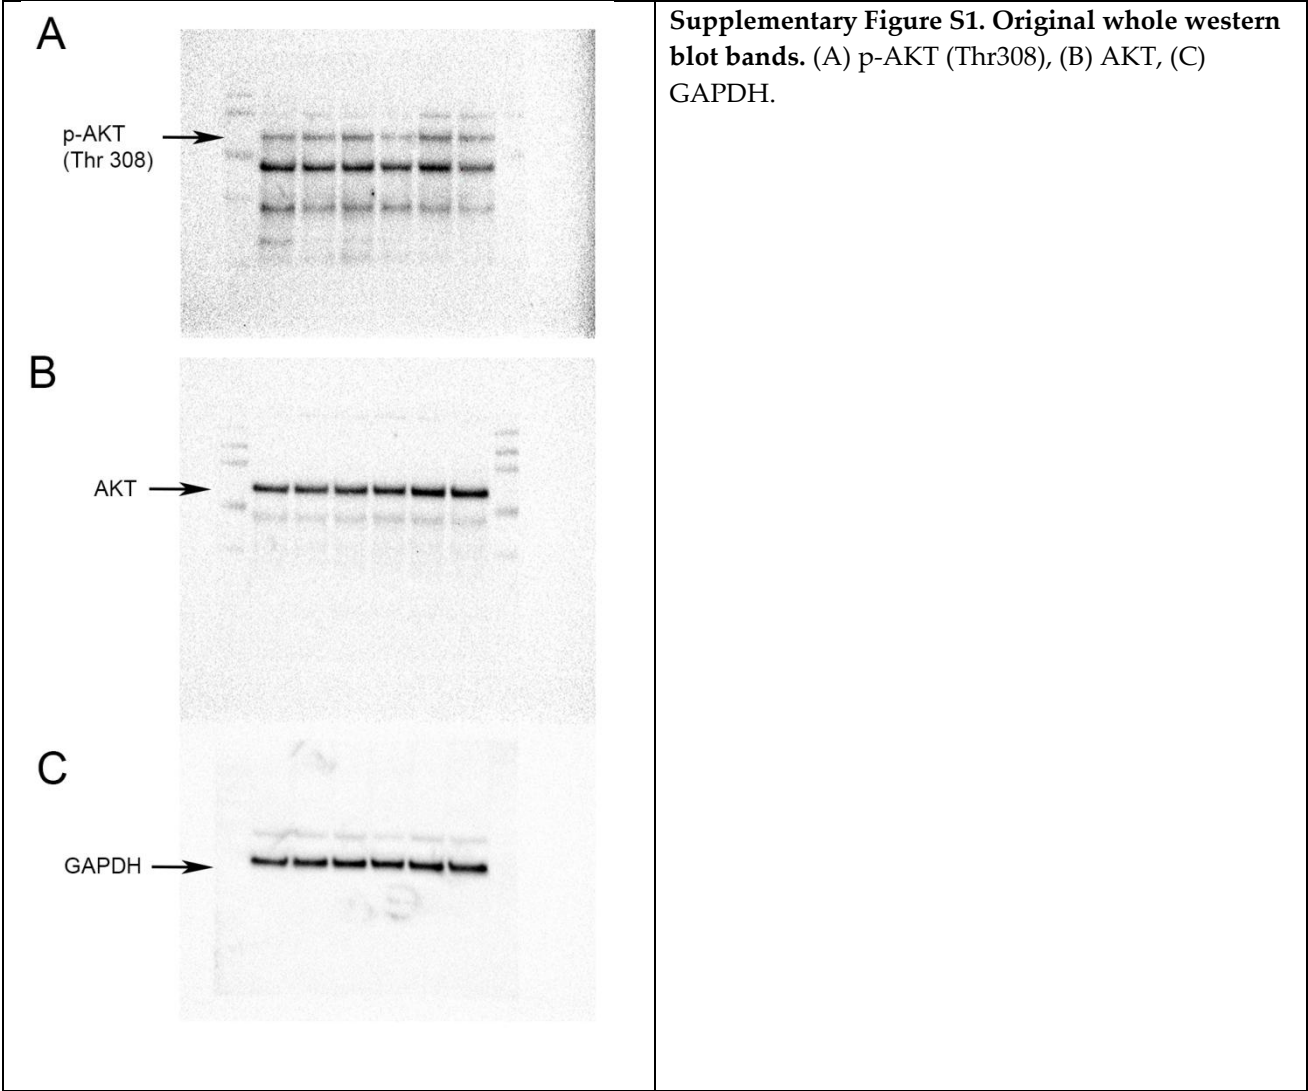 A
p-AKT
(Thr 308)
B
AKT
C
GAPDH
Supplementary Figure S1. Original whole western
blot bands. (A) p-AKT (Thr308), (B) AKT, (C)
GAPDH.